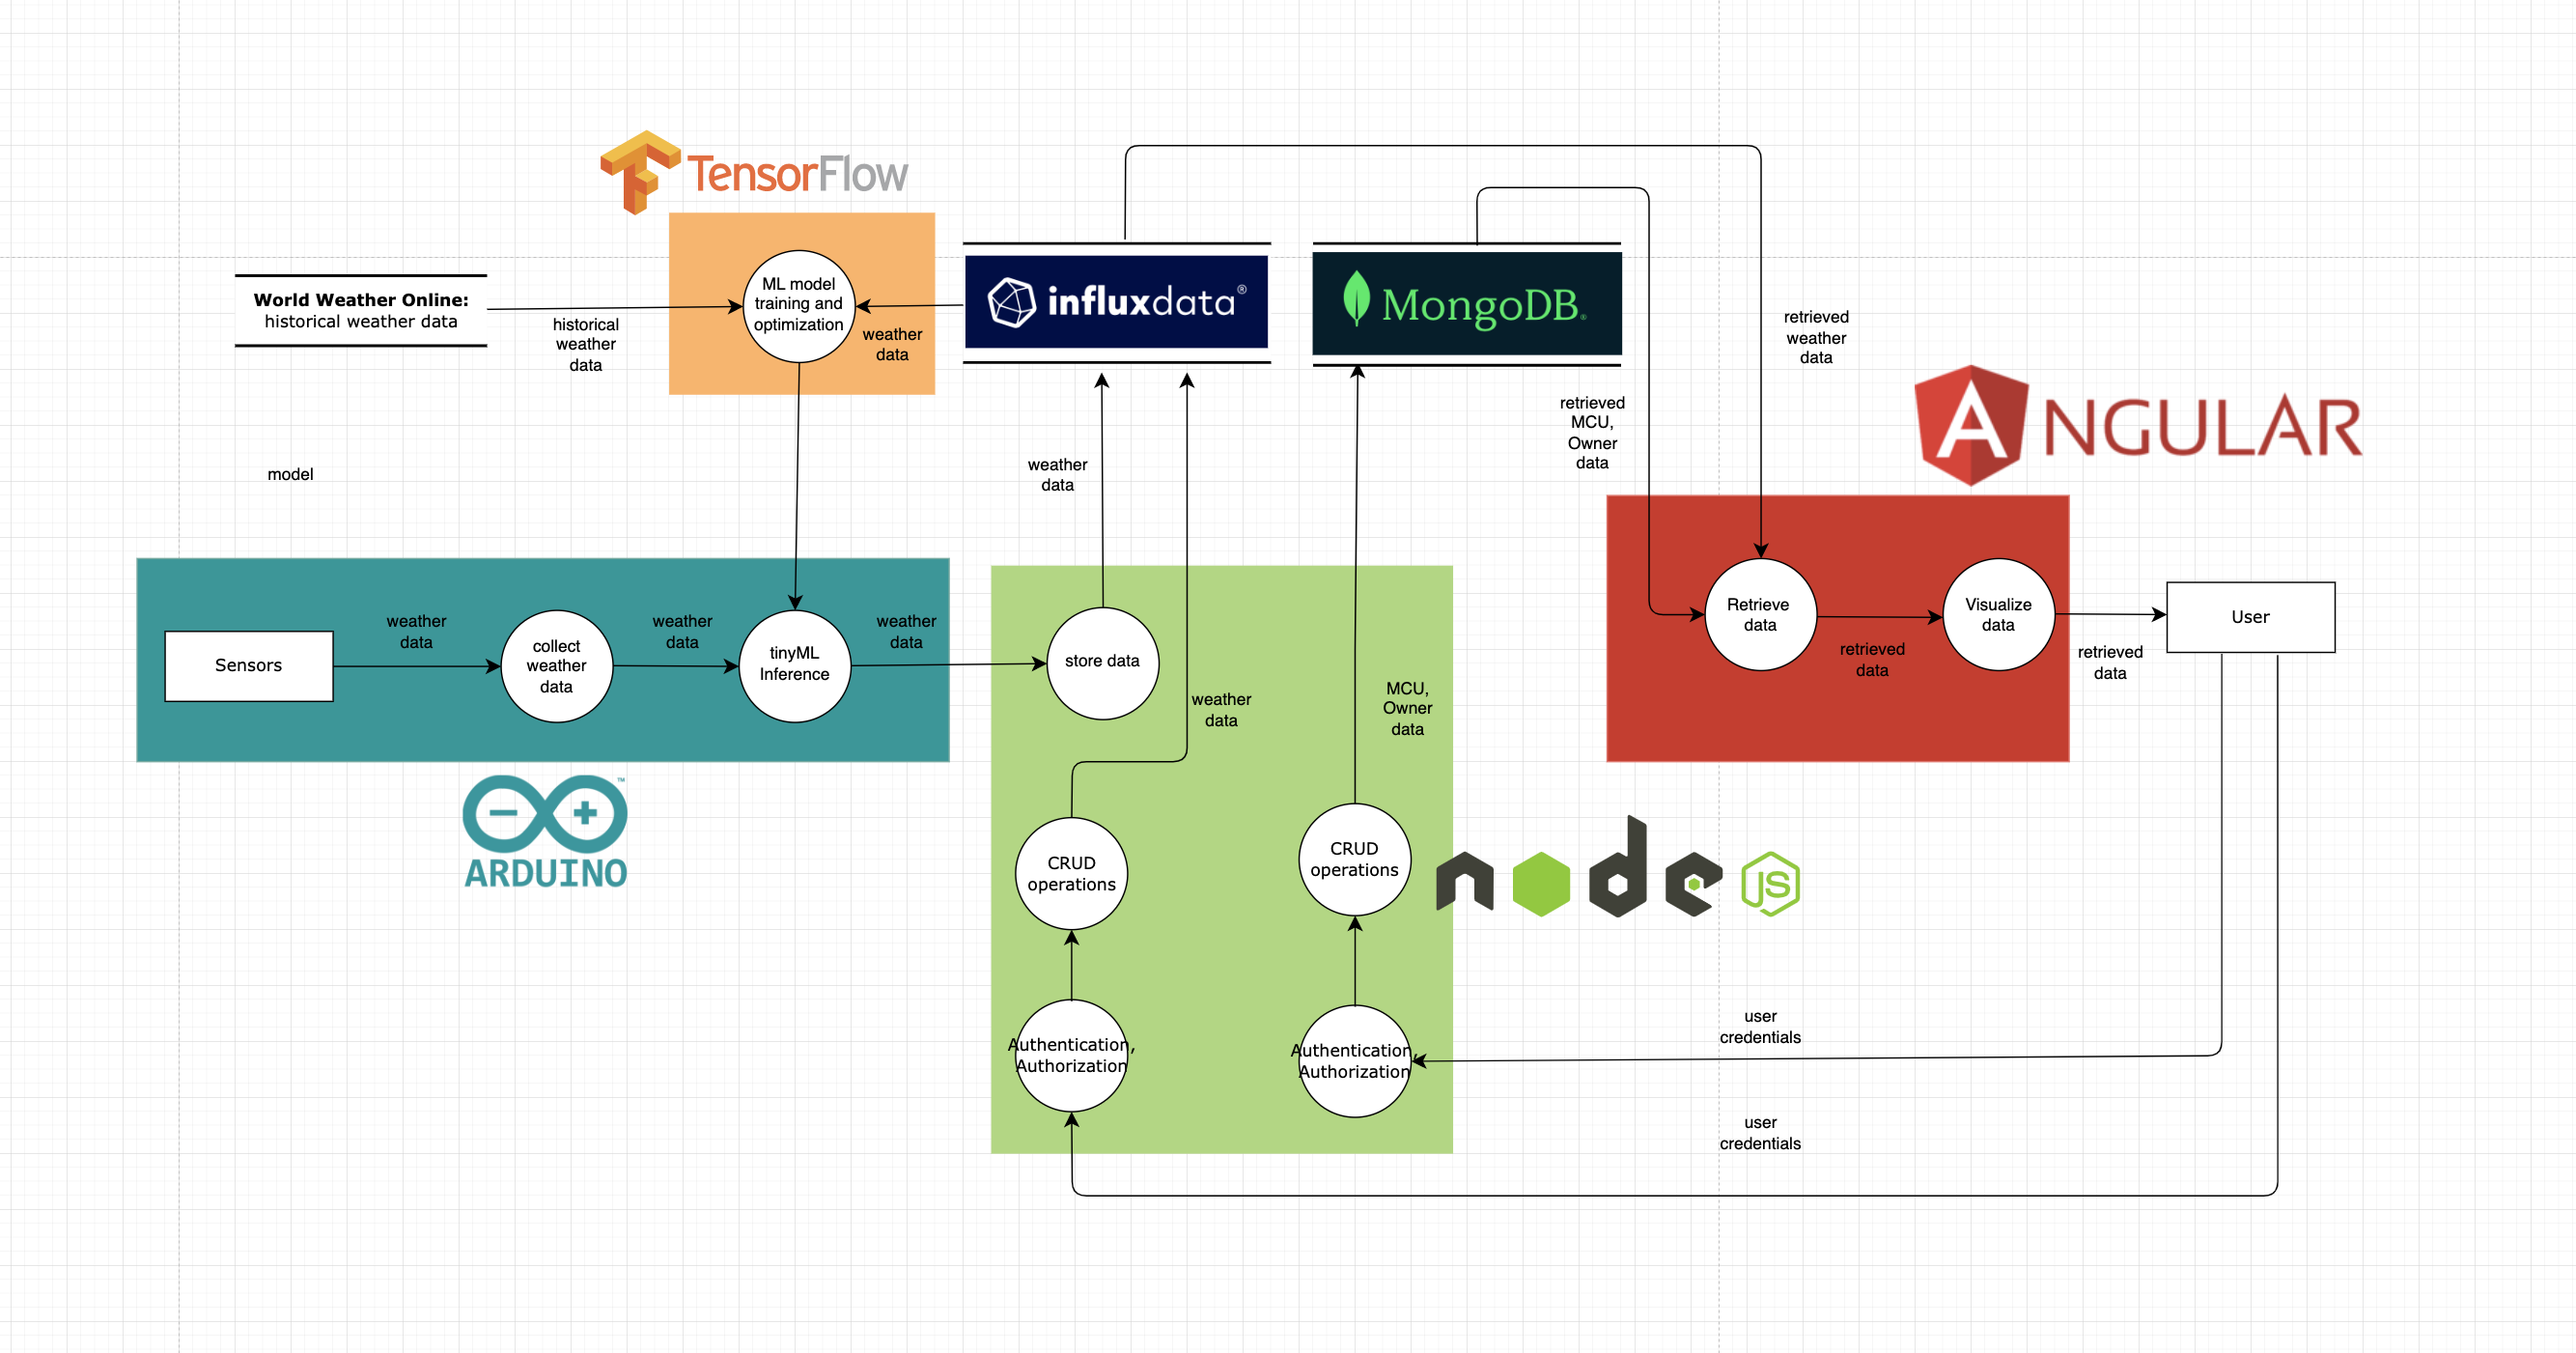 TensorFlow
World Weather Online:
historical weather data
historical
weather
data
ML model
training and
optimization
weather
data
influxdata®
MongoDB®
retrieved
weather
data
retrieved
MCU,
Owner
data
ANGULAR
model
weather
data
Sensors
weather
data
collect
weather
data
weather
data
tinyML
Inference
weather
data
store data
weather
data
MCU,
Owner
data
Retrieve
data
retrieved
data
Visualize
data
retrieved
data
User
ARDUINO™
CRUD
operations
CRUD
operations
node
JS
Authentication,
Authorization
Authentication,
Authorization
user
credentials
user
credentials